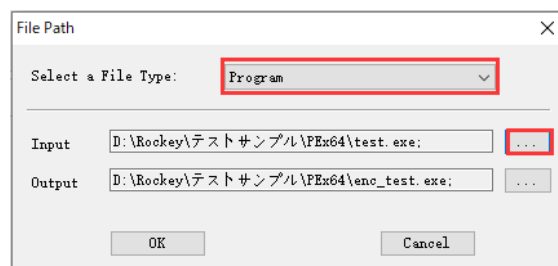 File Path
Select a File Type: Program
Input D:\Rockey\テストサンプル\PEx64\test.exe; ...
Output D:\Rockey\テストサンプル\PEx64\enc_test.exe; ...
OK Cancel